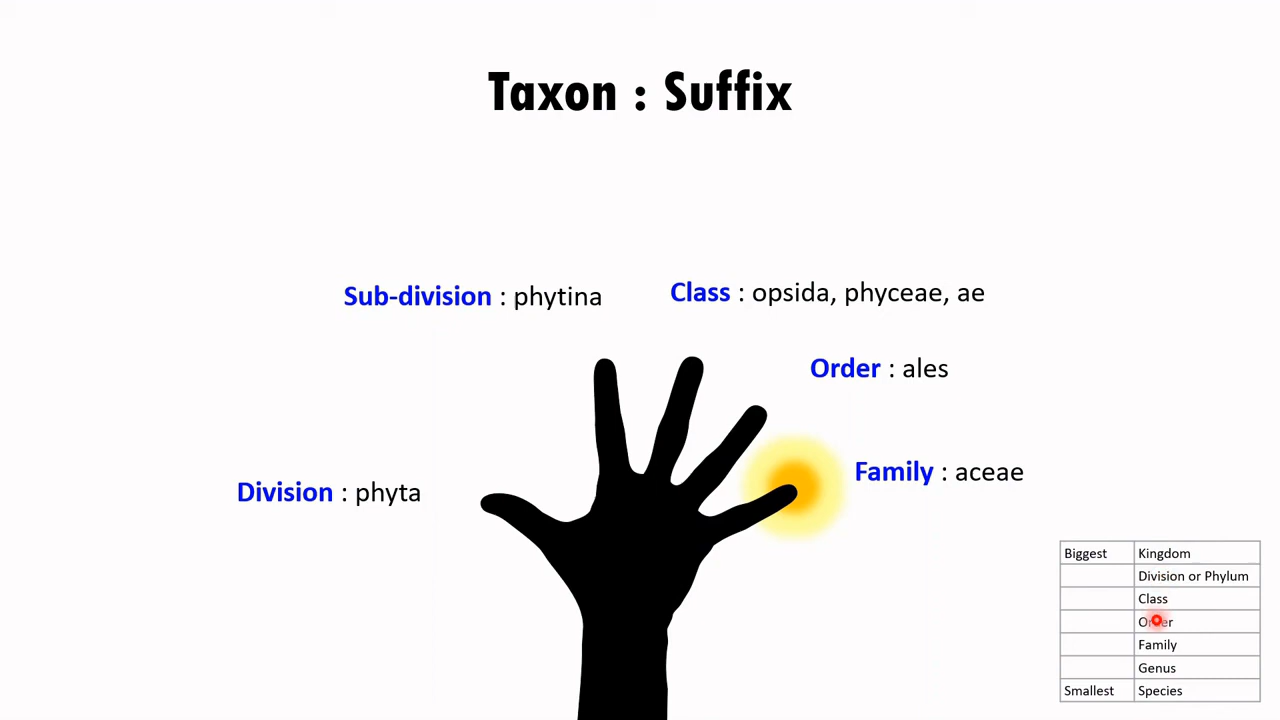 Taxon : Suffix
Sub-division : phytina
Class : opsida, phyceae, ae
Order : ales
Family : aceae
Division : phyta
Biggest Kingdom
Division or Phylum
Class
Order
Family
Genus
Smallest Species